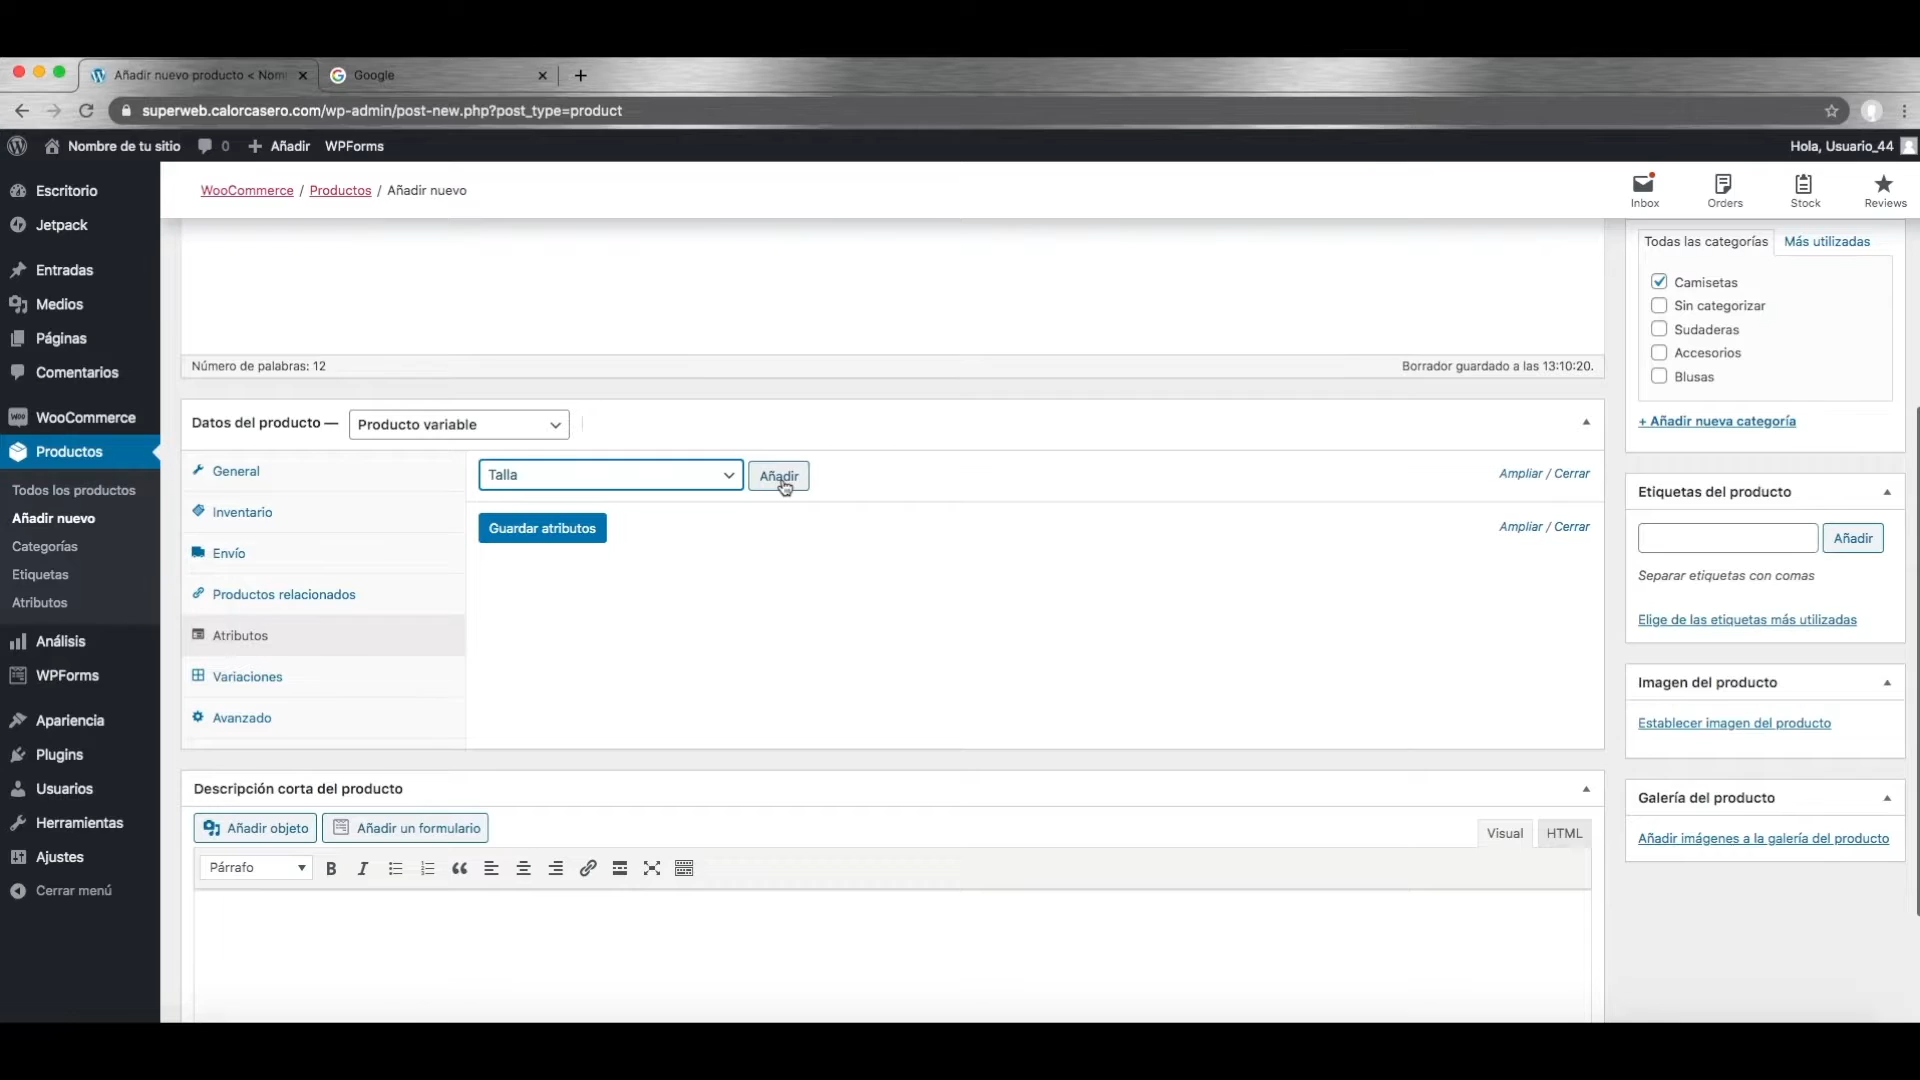 Añadir nuevo producto < Nom
Google
superweb.calorcasero.com/wp-admin/post-new.php?post_type=product
Nombre de tu sitio
0
Añadir
WPForms
Hola, Usuario_44
Escritorio
Jetpack
Entradas
Medios
Páginas
Comentarios
WooCommerce
Productos
Todos los productos
Añadir nuevo
Categorías
Etiquetas
Atributos
Análisis
WPForms
Apariencia
Plugins
Usuarios
Herramientas
Ajustes
Cerrar menú
WooCommerce / Productos / Añadir nuevo
Inbox
Orders
Stock
Reviews
Número de palabras: 12
Borrador guardado a las 13:10:20.
Datos del producto —
Producto variable
General
Inventario
Envío
Productos relacionados
Atributos
Variaciones
Avanzado
Talla
Añadir
Ampliar / Cerrar
Guardar atributos
Ampliar / Cerrar
Descripción corta del producto
Añadir objeto
Añadir un formulario
Visual
HTML
Párrafo
Todas las categorías
Más utilizadas
Camisetas
Sin categorizar
Sudaderas
Accesorios
Blusas
+ Añadir nueva categoría
Etiquetas del producto
Añadir
Separar etiquetas con comas
Elige de las etiquetas más utilizadas
Imagen del producto
Establecer imagen del producto
Galería del producto
Añadir imágenes a la galería del producto